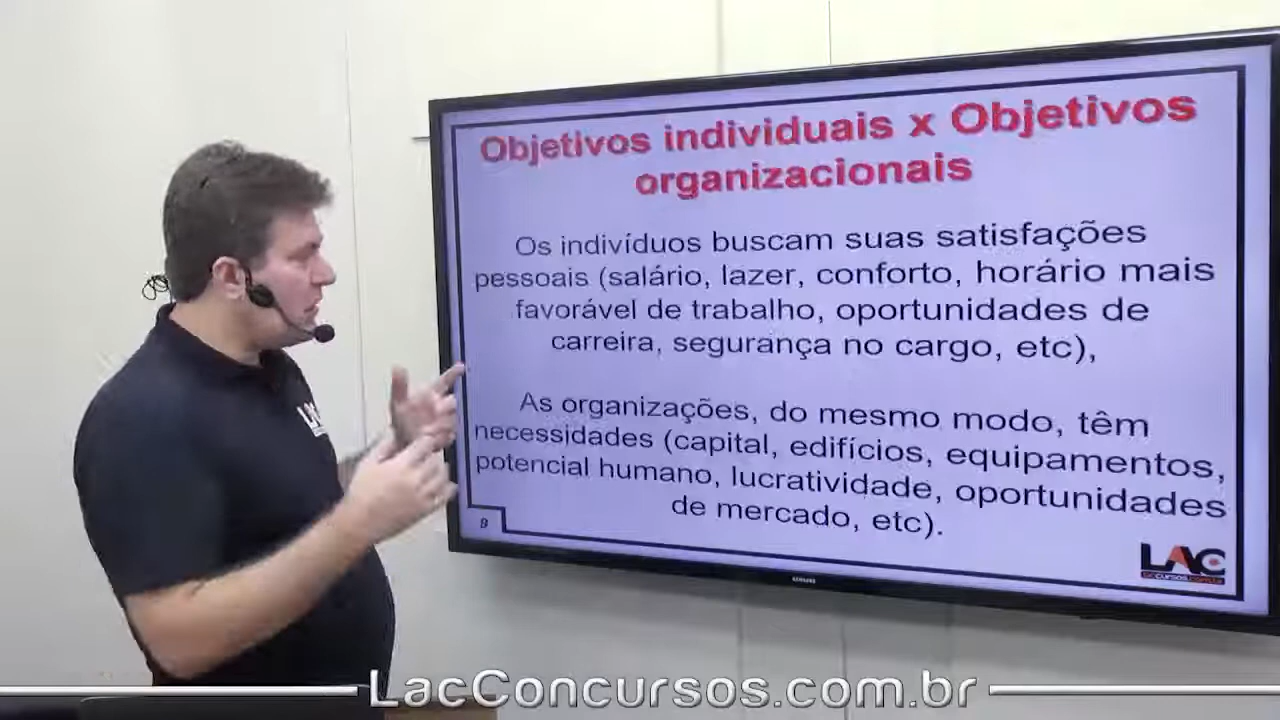 Objetivos individuais x Objetivos
organizacionais
Os indivíduos buscam suas satisfações
pessoais (salário, lazer, conforto, horário mais
favorável de trabalho, oportunidades de
carreira, segurança no cargo, etc),
As organizações, do mesmo modo, têm
necessidades (capital, edifícios, equipamentos,
potencial humano, lucratividade, oportunidades
de mercado, etc).
9
LAC
LacConcursos.com.br